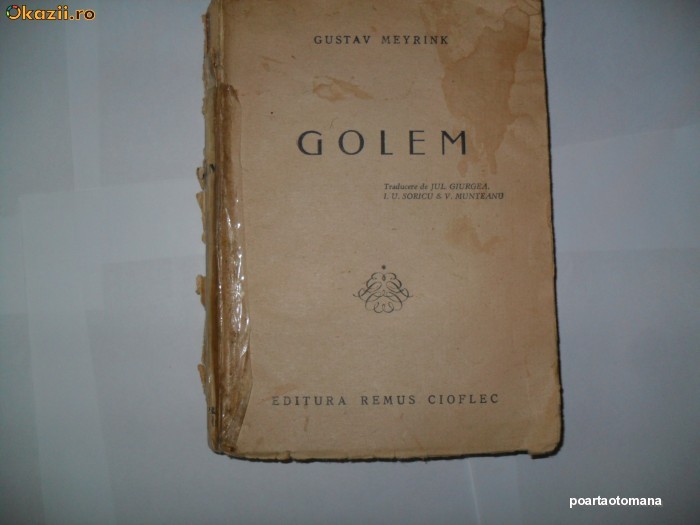 Okazii.ro
GUSTAV MEYRINK
GOLEM
Traducere de JUL. GIURGEA,
I. U. SORICU & V. MUNTEANU
EDITURA REMUS CIOFLEC
poartaotomana